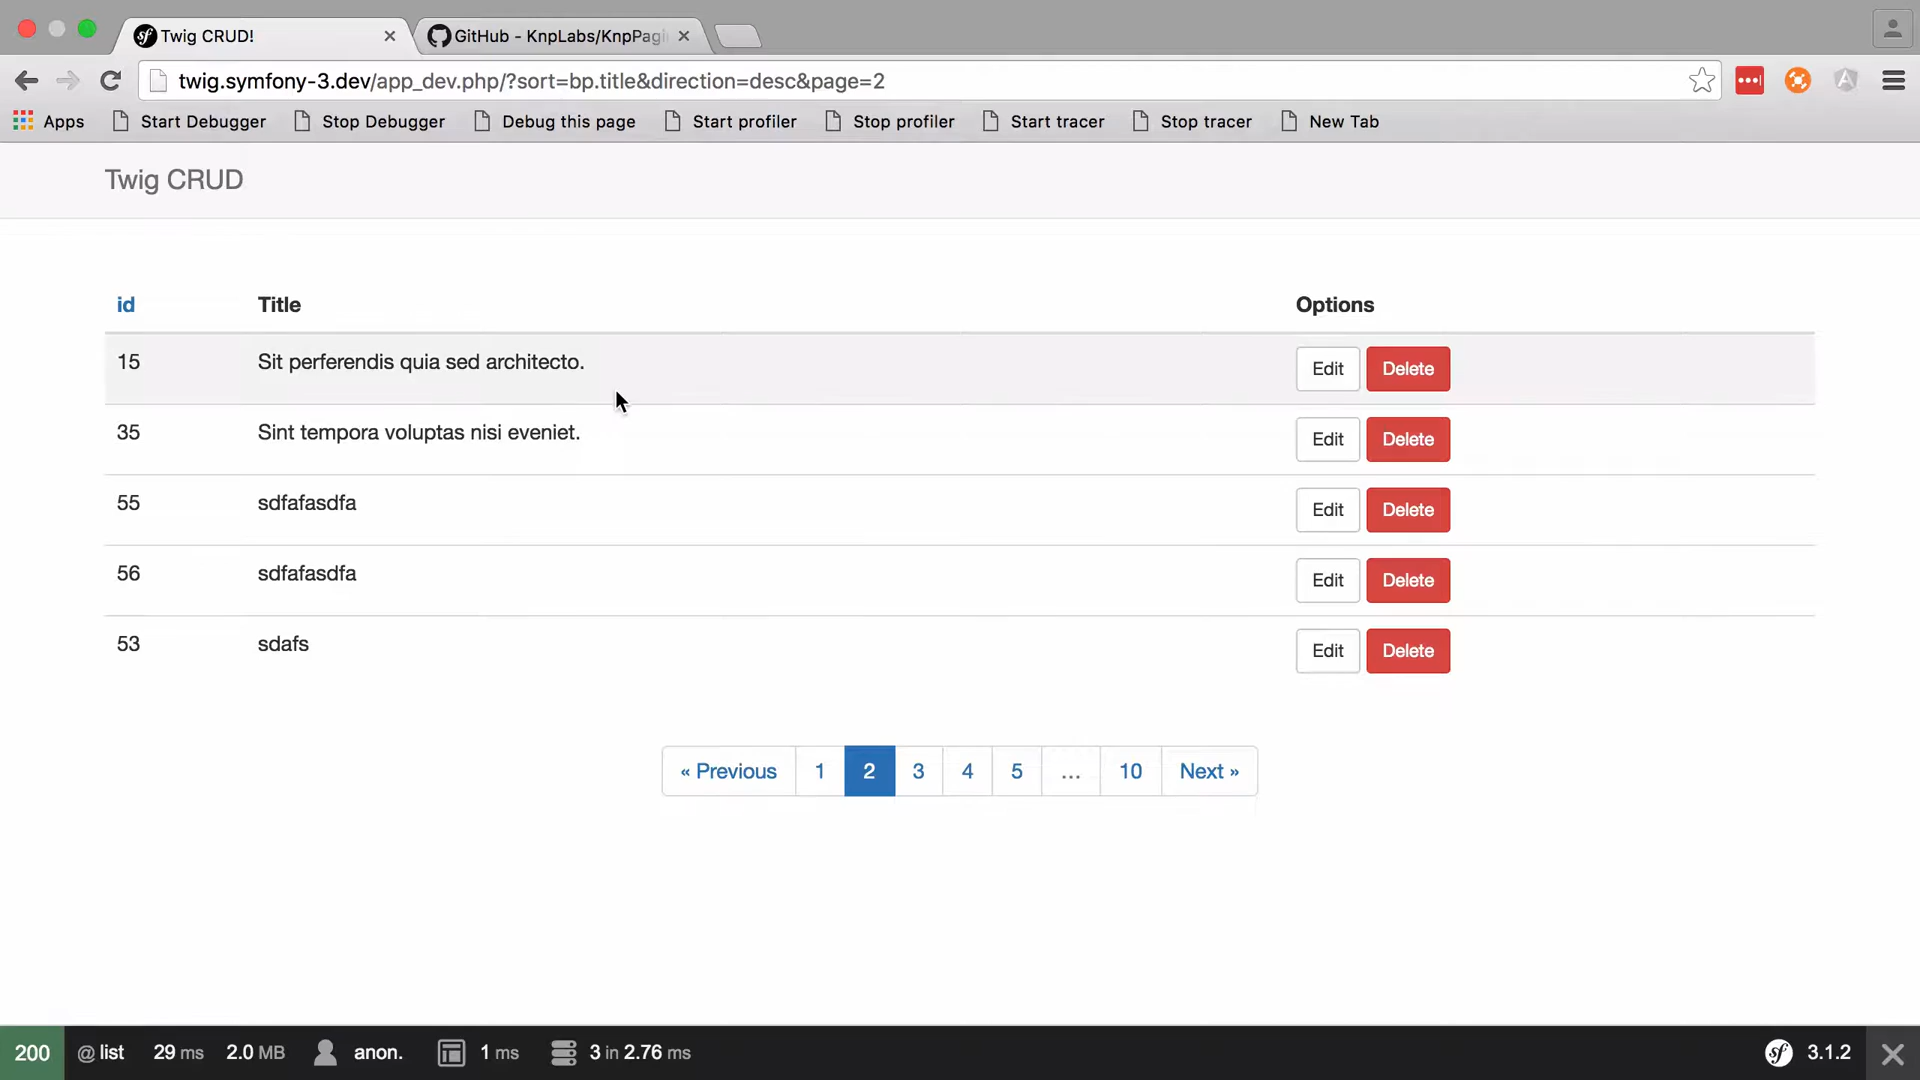 Twig CRUD!
GitHub - KnpLabs/KnpPagi
twig.symfony-3.dev/app_dev.php/?sort=bp.title&direction=desc&page=2
Apps Start Debugger Stop Debugger Debug this page Start profiler Stop profiler Start tracer Stop tracer New Tab
Twig CRUD
id Title Options
15 Sit perferendis quia sed architecto. Edit Delete
35 Sint tempora voluptas nisi eveniet. Edit Delete
55 sdfafasdfa Edit Delete
56 sdfafasdfa Edit Delete
53 sdafs Edit Delete
« Previous 1 2 3 4 5 … 10 Next »
200 @ list 29 ms 2.0 MB anon. 1 ms 3 in 2.76 ms sf 3.1.2